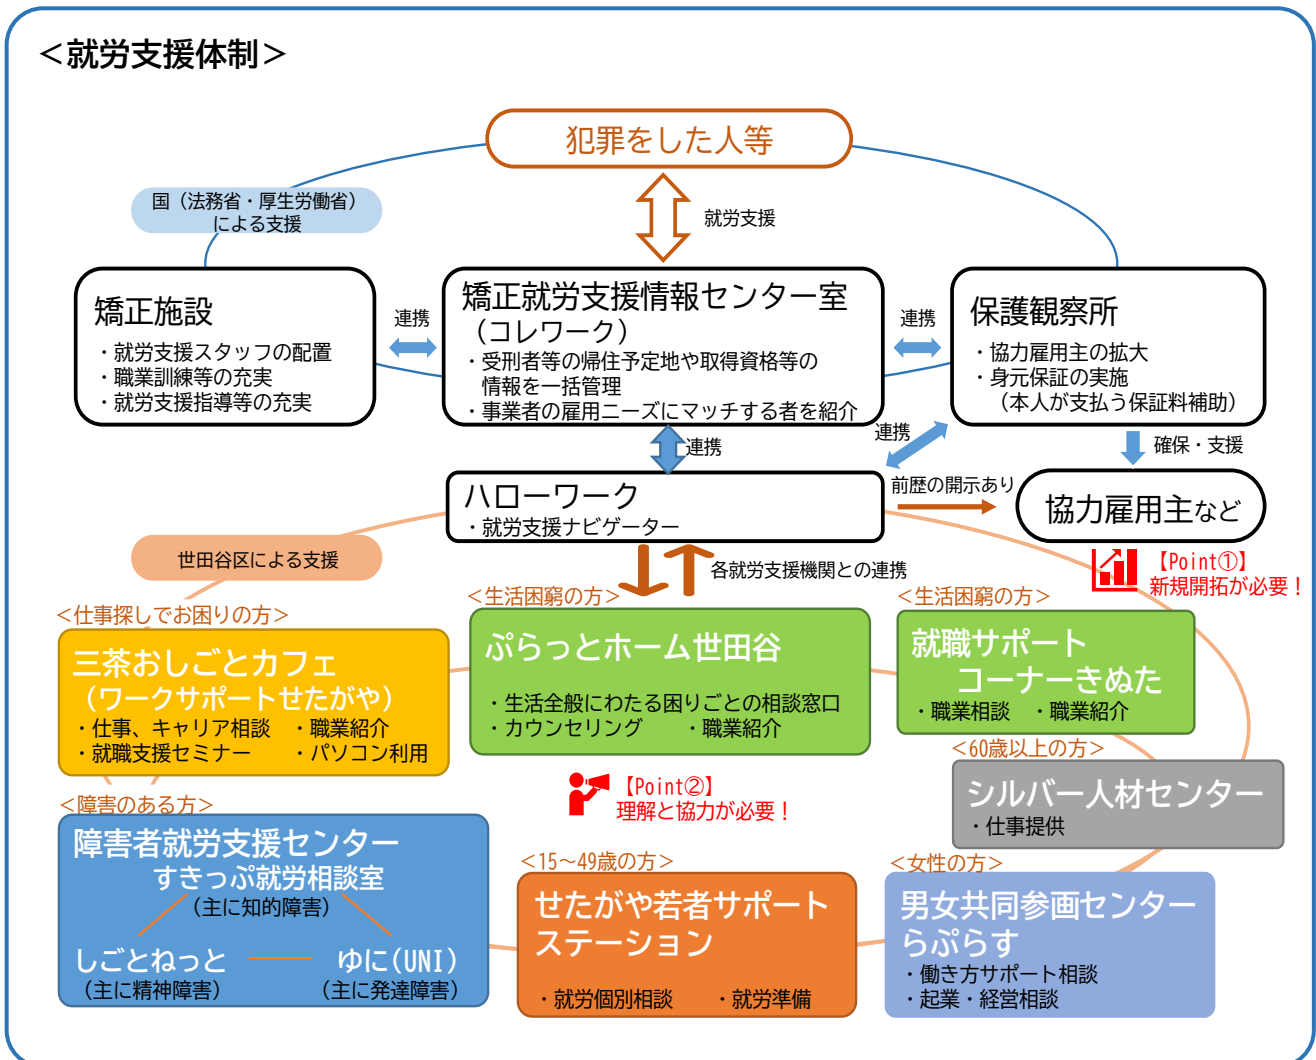 ＜就労支援体制＞
犯罪をした人等
国（法務省・厚生労働省）
による支援
就労支援
矯正施設
・就労支援スタッフの配置
・職業訓練等の充実
・就労支援指導等の充実
連携
矯正就労支援情報センター室
（コレワーク）
・受刑者等の帰住予定地や取得資格等の
情報を一括管理
・事業者の雇用ニーズにマッチする者を紹介
連携
保護観察所
・協力雇用主の拡大
・身元保証の実施
（本人が支払う保証料補助）
連携
連携
確保・支援
ハローワーク
・就労支援ナビゲーター
前歴の開示あり
協力雇用主など
世田谷区による支援
各就労支援機関との連携
【Point①】
新規開拓が必要！
＜仕事探しでお困りの方＞
三茶おしごとカフェ
（ワークサポートせたがや）
・仕事、キャリア相談　・職業紹介
・就職支援セミナー　・パソコン利用
＜生活困窮の方＞
ぷらっとホーム世田谷
・生活全般にわたる困りごとの相談窓口
・カウンセリング　・職業紹介
＜生活困窮の方＞
就職サポート
コーナーきぬた
・職業相談　・職業紹介
＜60歳以上の方＞
シルバー人材センター
・仕事提供
【Point②】
理解と協力が必要！
＜障害のある方＞
障害者就労支援センター
すきっぷ就労相談室
（主に知的障害）
しごとねっと
（主に精神障害）
ゆに(UNI)
（主に発達障害）
＜15～49歳の方＞
せたがや若者サポート
ステーション
・就労個別相談　・就労準備
＜女性の方＞
男女共同参画センター
らぷらす
・働き方サポート相談
・起業・経営相談